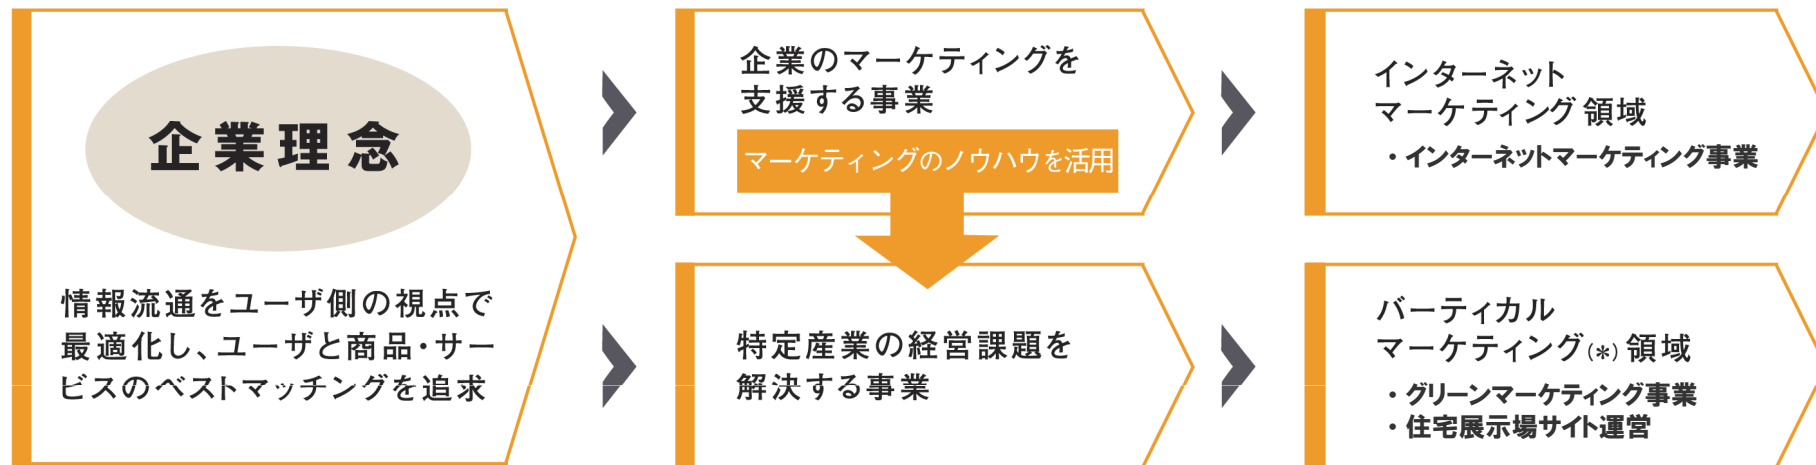 企業理念
情報流通をユーザ側の視点で
最適化し、ユーザと商品・サー
ビスのベストマッチングを追求
企業のマーケティングを
支援する事業
マーケティングのノウハウを活用
特定産業の経営課題を
解決する事業
インターネット
マーケティング領域
・インターネットマーケティング事業
バーティカル
マーケティング(*)領域
・グリーンマーケティング事業
・住宅展示場サイト運営